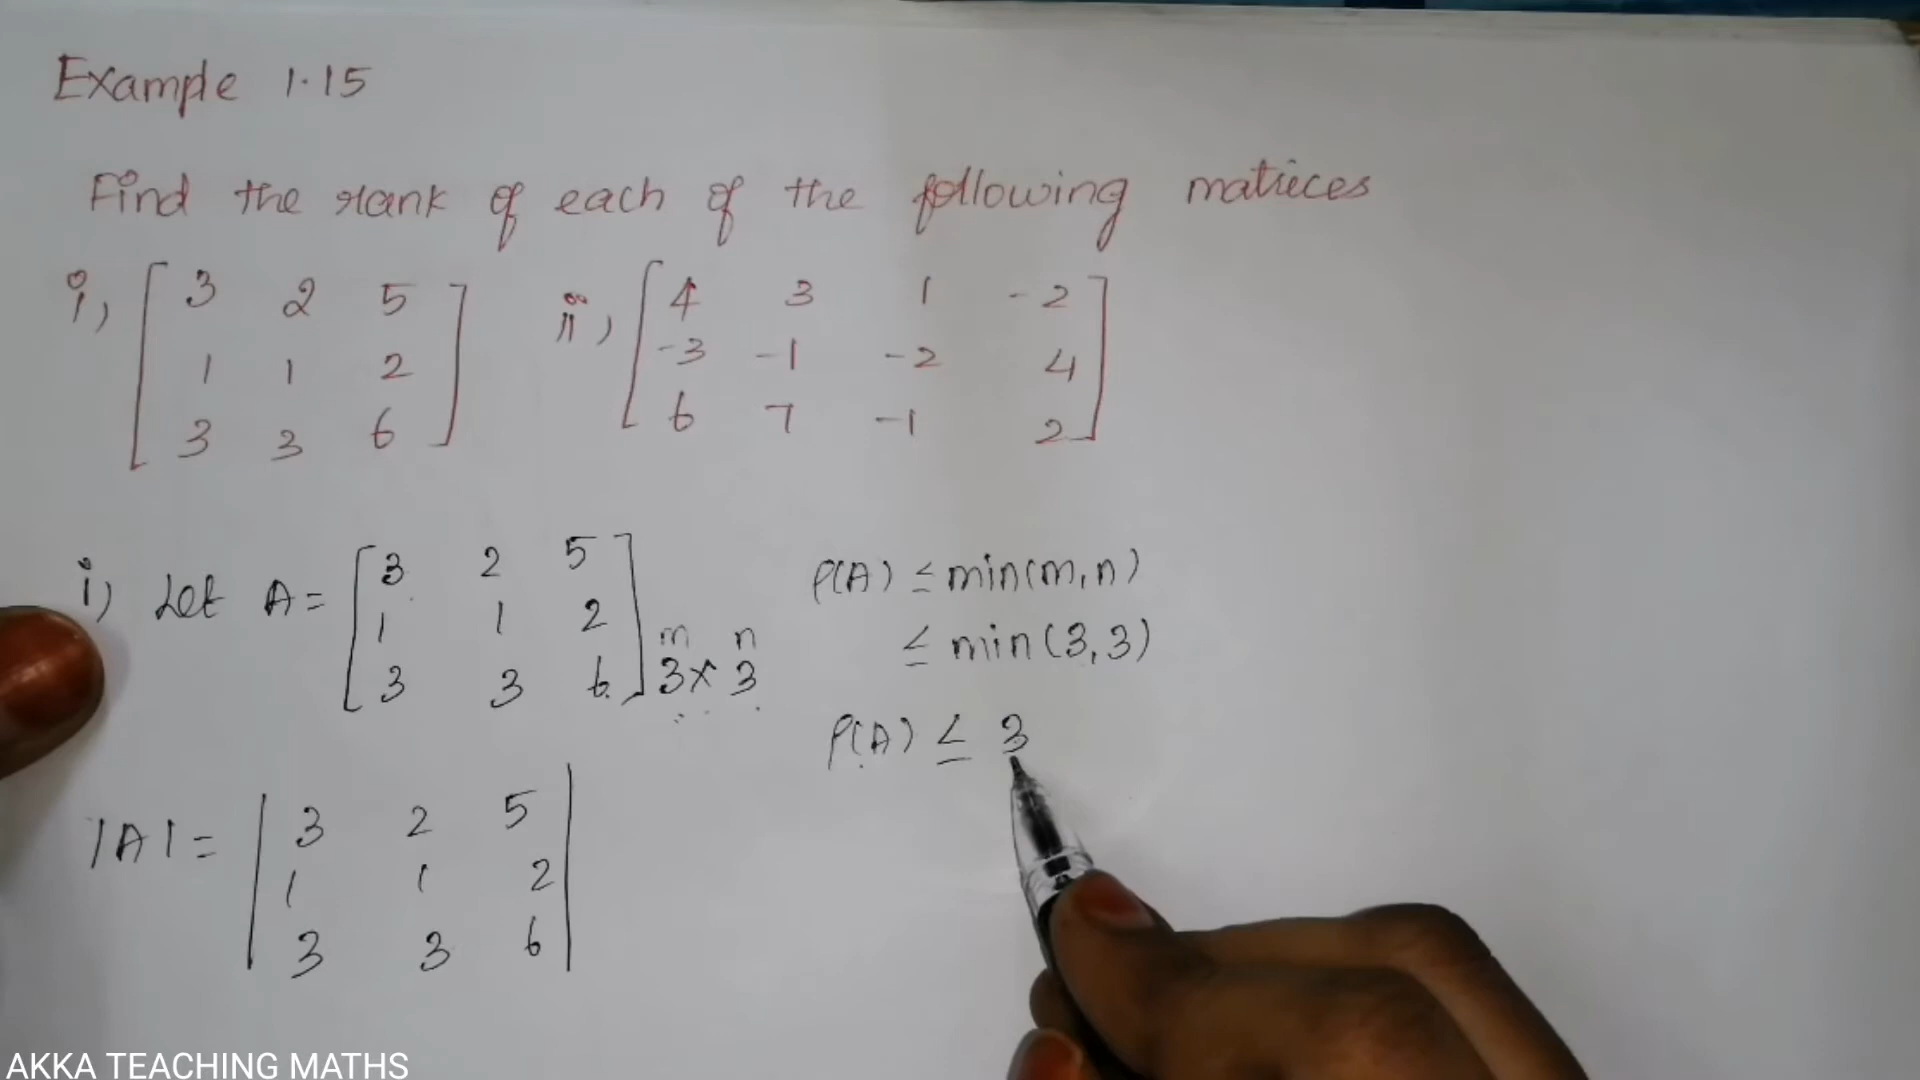 Example 1.15
Find the rank of each of the following matrices
i, [ 3 2 5 ii, [ 4 3 1 -2
1 1 2 ] -3 -1 -2 4 ]
3 3 6 6 7 -1 2
i) Let A = [ 3 2 5
1 1 2
3 3 6 ] 3 × 3
m n
ρ(A) ≤ min(m,n)
≤ min(3,3)
ρ(A) ≤ 3
|A| = | 3 2 5 |
1 1 2
3 3 6
AKKA TEACHING MATHS